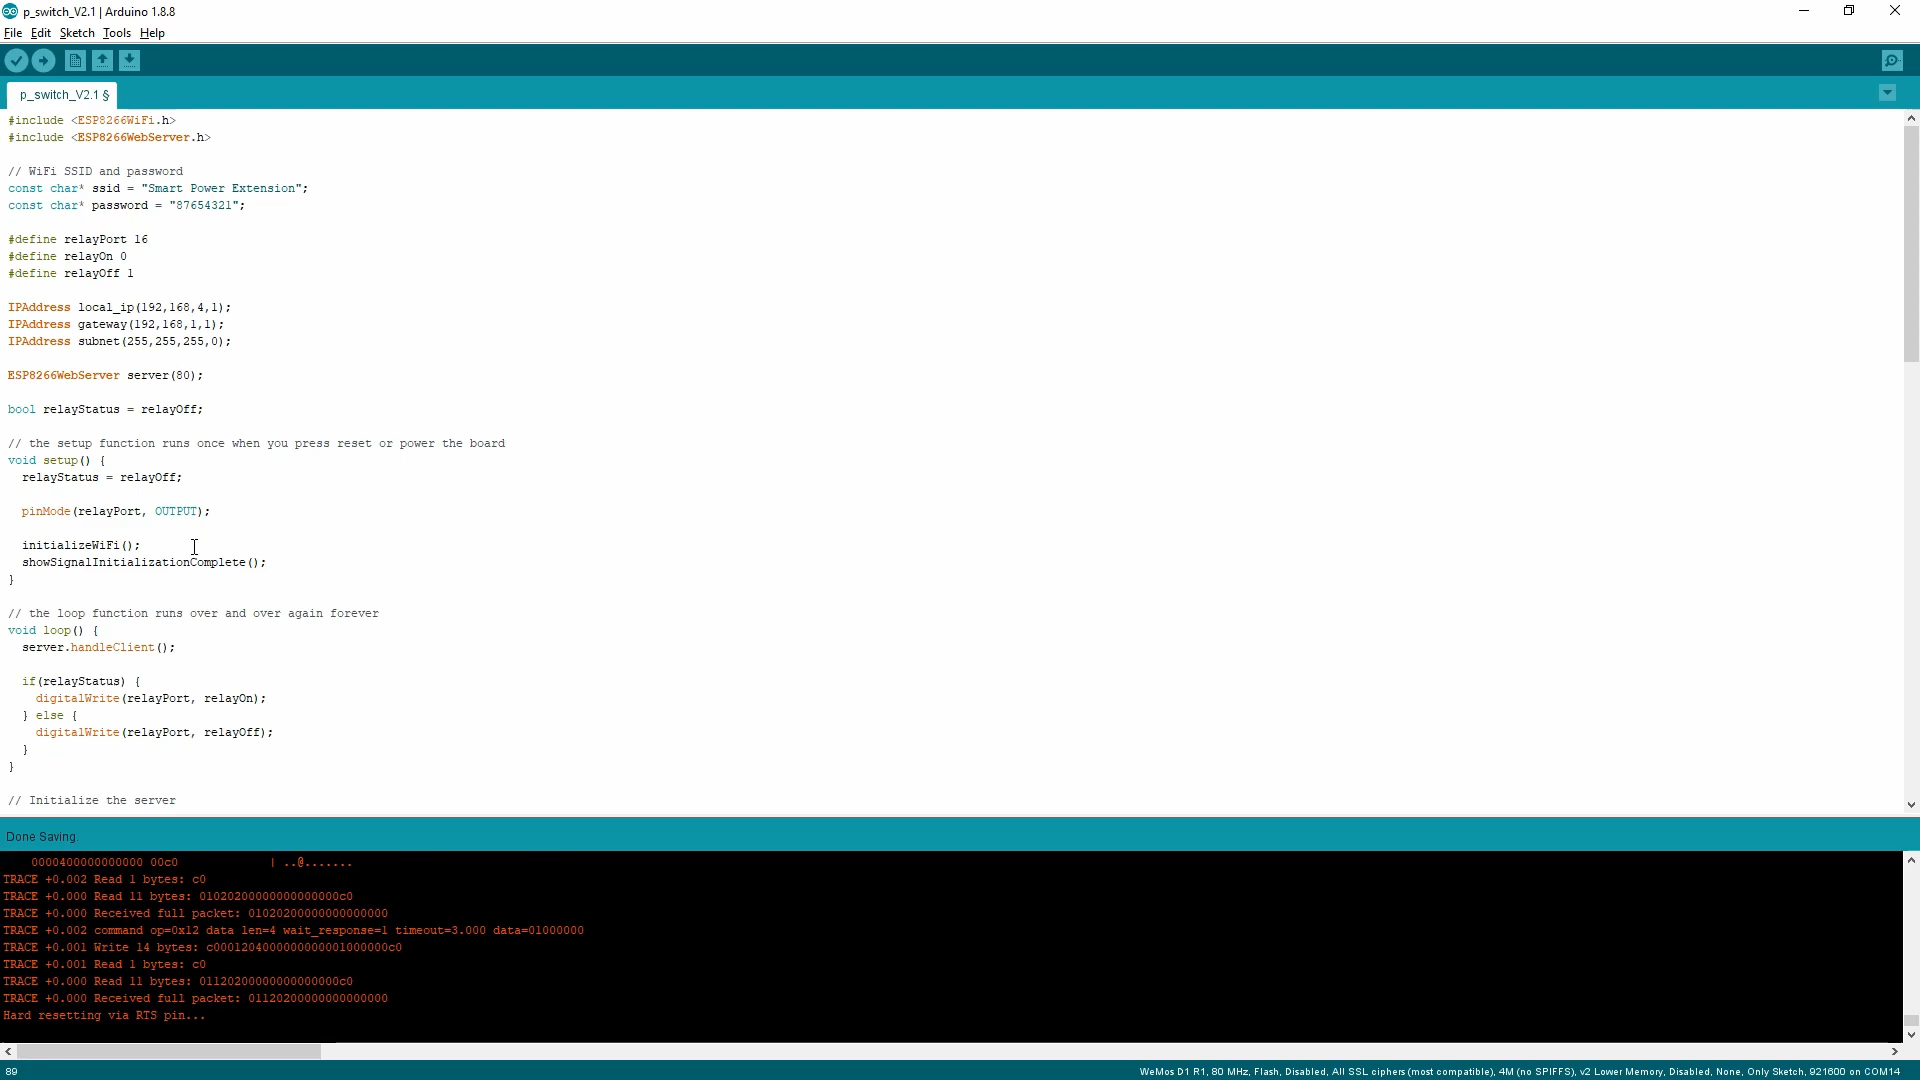 p_switch_V2.1 | Arduino 1.8.8
File Edit Sketch Tools Help
p_switch_V2.1 §
#include <ESP8266WiFi.h>
#include <ESP8266WebServer.h>
// WiFi SSID and password
const char* ssid = "Smart Power Extension";
const char* password = "87654321";
#define relayPort 16
#define relayOn 0
#define relayOff 1
IPAddress local_ip(192,168,4,1);
IPAddress gateway(192,168,1,1);
IPAddress subnet(255,255,255,0);
ESP8266WebServer server(80);
bool relayStatus = relayOff;
// the setup function runs once when you press reset or power the board
void setup() {
relayStatus = relayOff;
pinMode(relayPort, OUTPUT);
initializeWiFi();
showSignalInitializationComplete();
}
// the loop function runs over and over again forever
void loop() {
server.handleClient();
if(relayStatus) {
digitalWrite(relayPort, relayOn);
} else {
digitalWrite(relayPort, relayOff);
}
}
// Initialize the server
Done Saving.
0000400000000000 00c0 | ..@.......
TRACE +0.002 Read 1 bytes: c0
TRACE +0.000 Read 11 bytes: 01020200000000000000c0
TRACE +0.000 Received full packet: 01020200000000000000
TRACE +0.002 command op=0x12 data len=4 wait_response=1 timeout=3.000 data=01000000
TRACE +0.001 Write 14 bytes: c0001204000000000001000000c0
TRACE +0.001 Read 1 bytes: c0
TRACE +0.000 Read 11 bytes: 01120200000000000000c0
TRACE +0.000 Received full packet: 01120200000000000000
Hard resetting via RTS pin...
89
WeMos D1 R1, 80 MHz, Flash, Disabled, All SSL ciphers (most compatible), 4M (no SPIFFS), v2 Lower Memory, Disabled, None, Only Sketch, 921600 on COM14